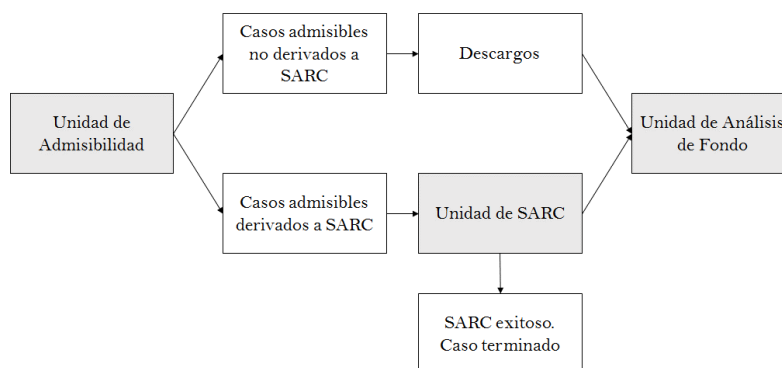 Casos admisibles
no derivados a
SARC
Descargos
Unidad de
Admisibilidad
Unidad de Análisis
de Fondo
Casos admisibles
derivados a SARC
Unidad de SARC
SARC exitoso.
Caso terminado